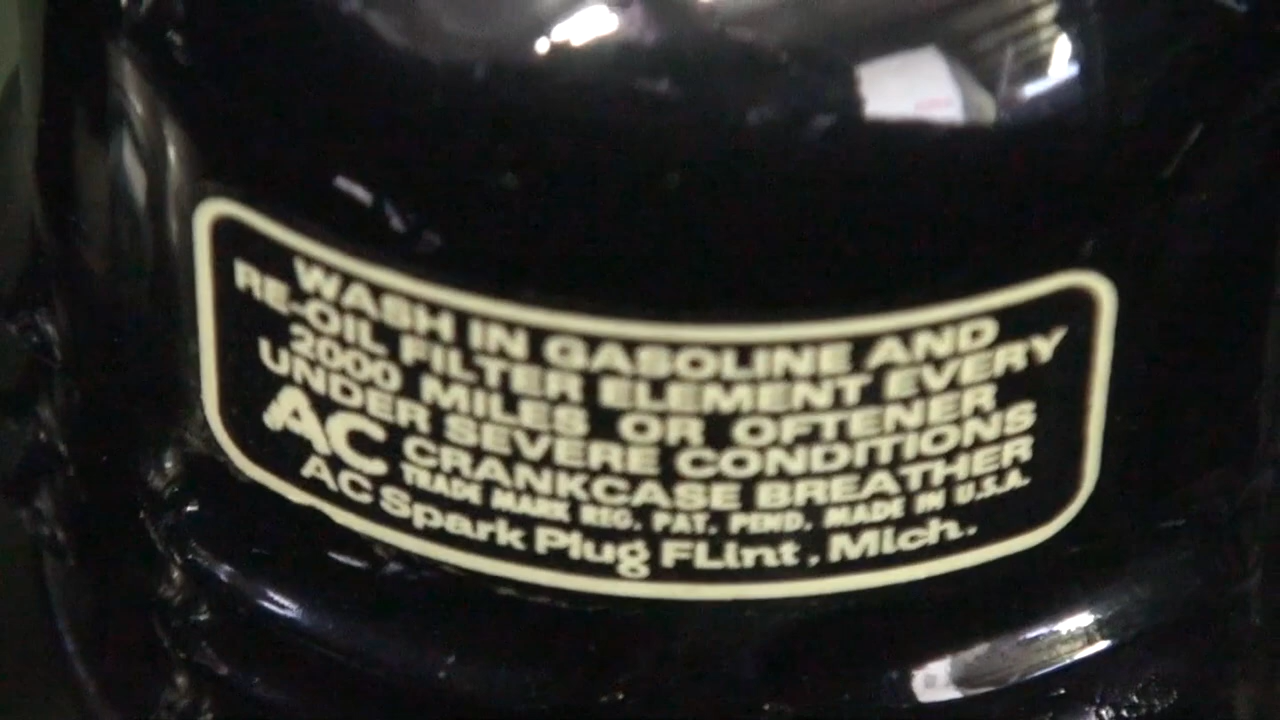 WASH IN GASOLINE AND
RE-OIL FILTER ELEMENT EVERY
2000 MILES OR OFTENER
UNDER SEVERE CONDITIONS
AC CRANKCASE BREATHER
TRADE MARK REG. PAT. PEND. MADE IN U.S.A.
AC Spark Plug FLint, Mich.